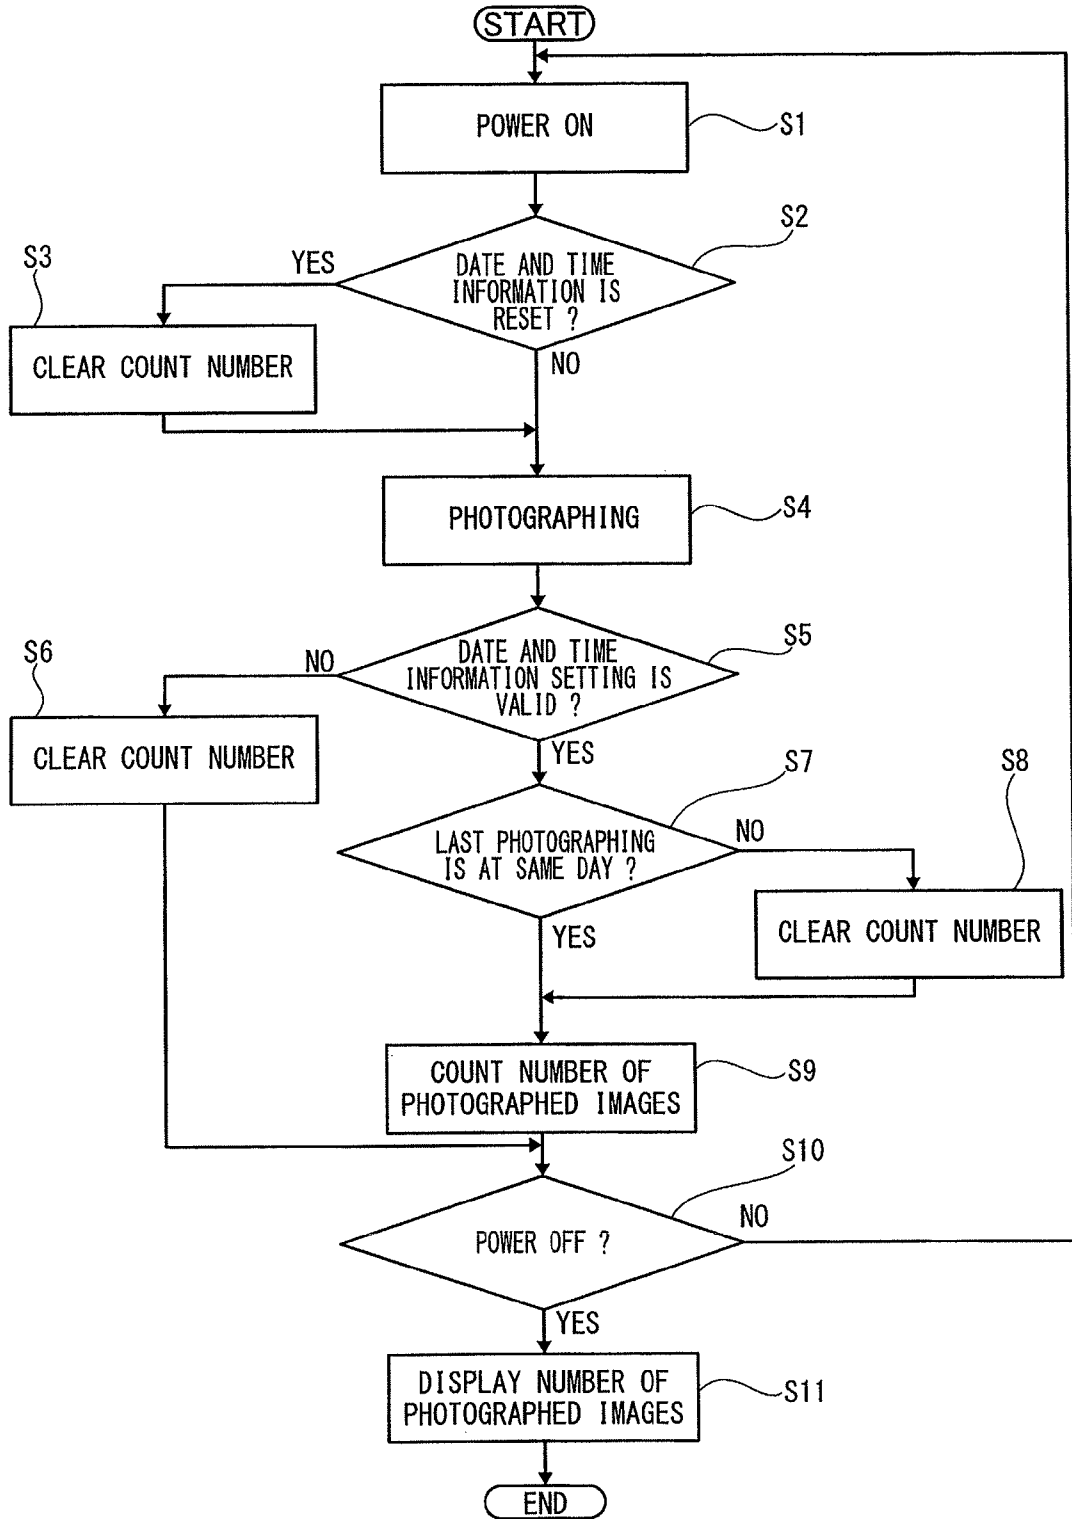 START
POWER ON
S1
S2
DATE AND TIME
INFORMATION IS
RESET ?
YES
NO
S3
CLEAR COUNT NUMBER
PHOTOGRAPHING
S4
DATE AND TIME
INFORMATION SETTING IS
VALID ?
S5
NO
YES
S6
CLEAR COUNT NUMBER
S7
LAST PHOTOGRAPHING
IS AT SAME DAY ?
NO
YES
S8
CLEAR COUNT NUMBER
COUNT NUMBER OF
PHOTOGRAPHED IMAGES
S9
S10
POWER OFF ?
NO
YES
DISPLAY NUMBER OF
PHOTOGRAPHED IMAGES
S11
END